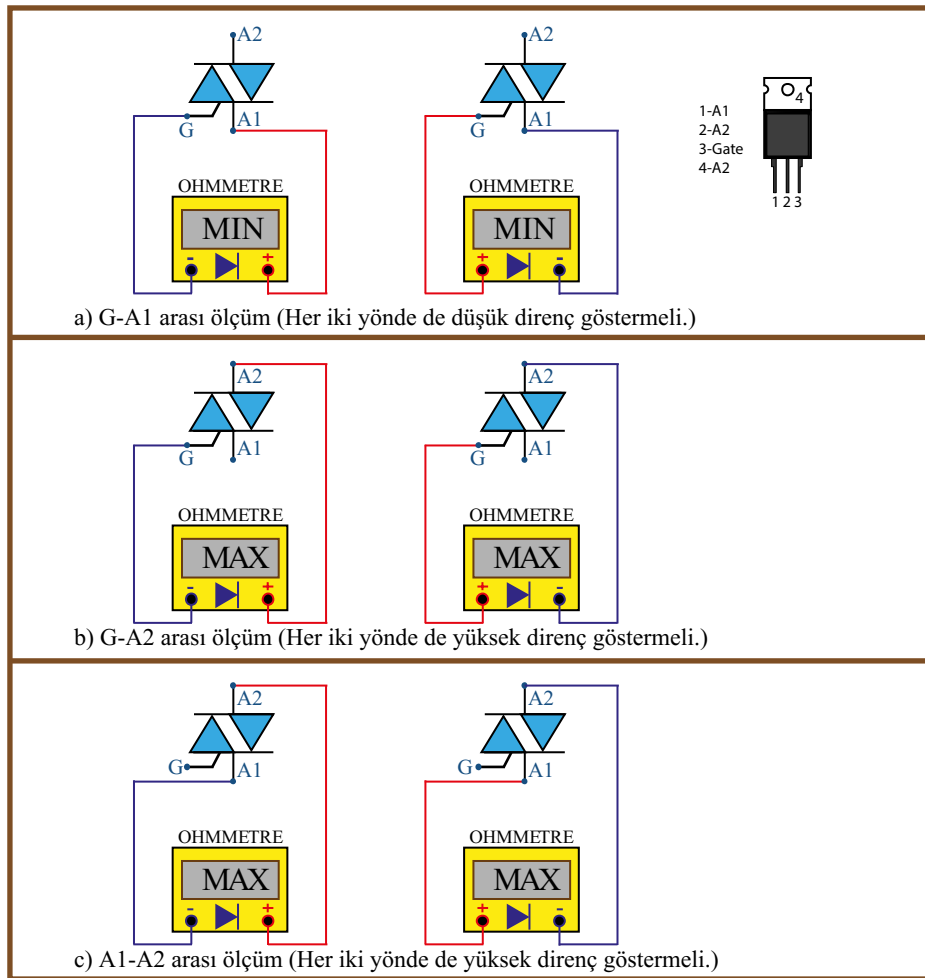 A2
A2
G
A1
G
A1
OHMMETRE
OHMMETRE
MIN
MIN
- +
+ -
4
1-A1
2-A2
3-Gate
4-A2
1 2 3
a) G-A1 arası ölçüm (Her iki yönde de düşük direnç göstermeli.)
A2
A2
G
A1
G
A1
OHMMETRE
OHMMETRE
MAX
MAX
- +
+ -
b) G-A2 arası ölçüm (Her iki yönde de yüksek direnç göstermeli.)
A2
A2
G
A1
G
A1
OHMMETRE
OHMMETRE
MAX
MAX
- +
+ -
c) A1-A2 arası ölçüm (Her iki yönde de yüksek direnç göstermeli.)